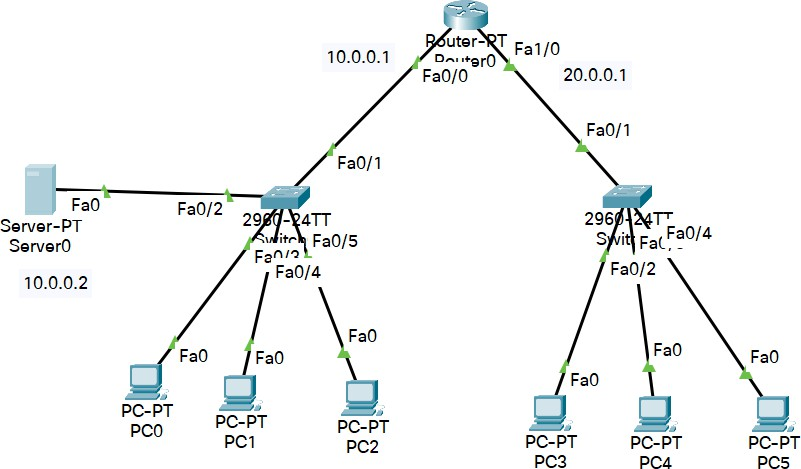 Router-PT
Router0
10.0.0.1
Fa0/0
Fa1/0
20.0.0.1
Fa0/1
Fa0/1
Server-PT
Server0
10.0.0.2
Fa0
Fa0/2
2960-24TT
Switch
Fa0/3
Fa0/4
Fa0/5
2960-24TT
Fa0/2
Fa0/4
Fa0
PC-PT
PC0
Fa0
PC-PT
PC1
Fa0
PC-PT
PC2
Fa0
PC-PT
PC3
Fa0
PC-PT
PC4
Fa0
PC-PT
PC5